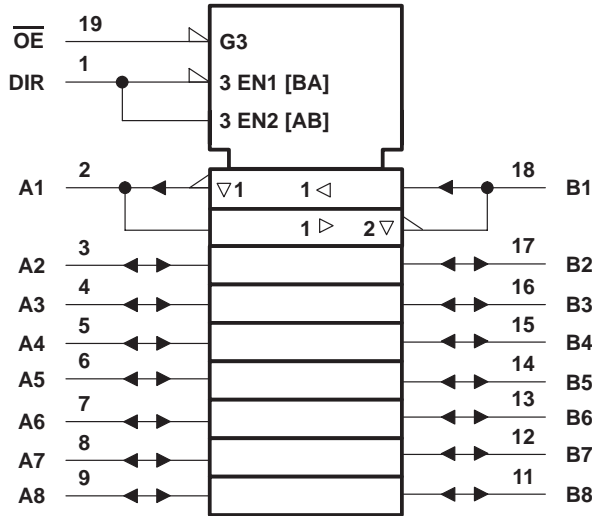 OE 19 G3
DIR 1 3 EN1 [BA]
3 EN2 [AB]
A1 2 ▽1 1 ◁ 18 B1
1 ▷ 2 ▽
A2 3 17 B2
A3 4 16 B3
A4 5 15 B4
A5 6 14 B5
A6 7 13 B6
A7 8 12 B7
A8 9 11 B8